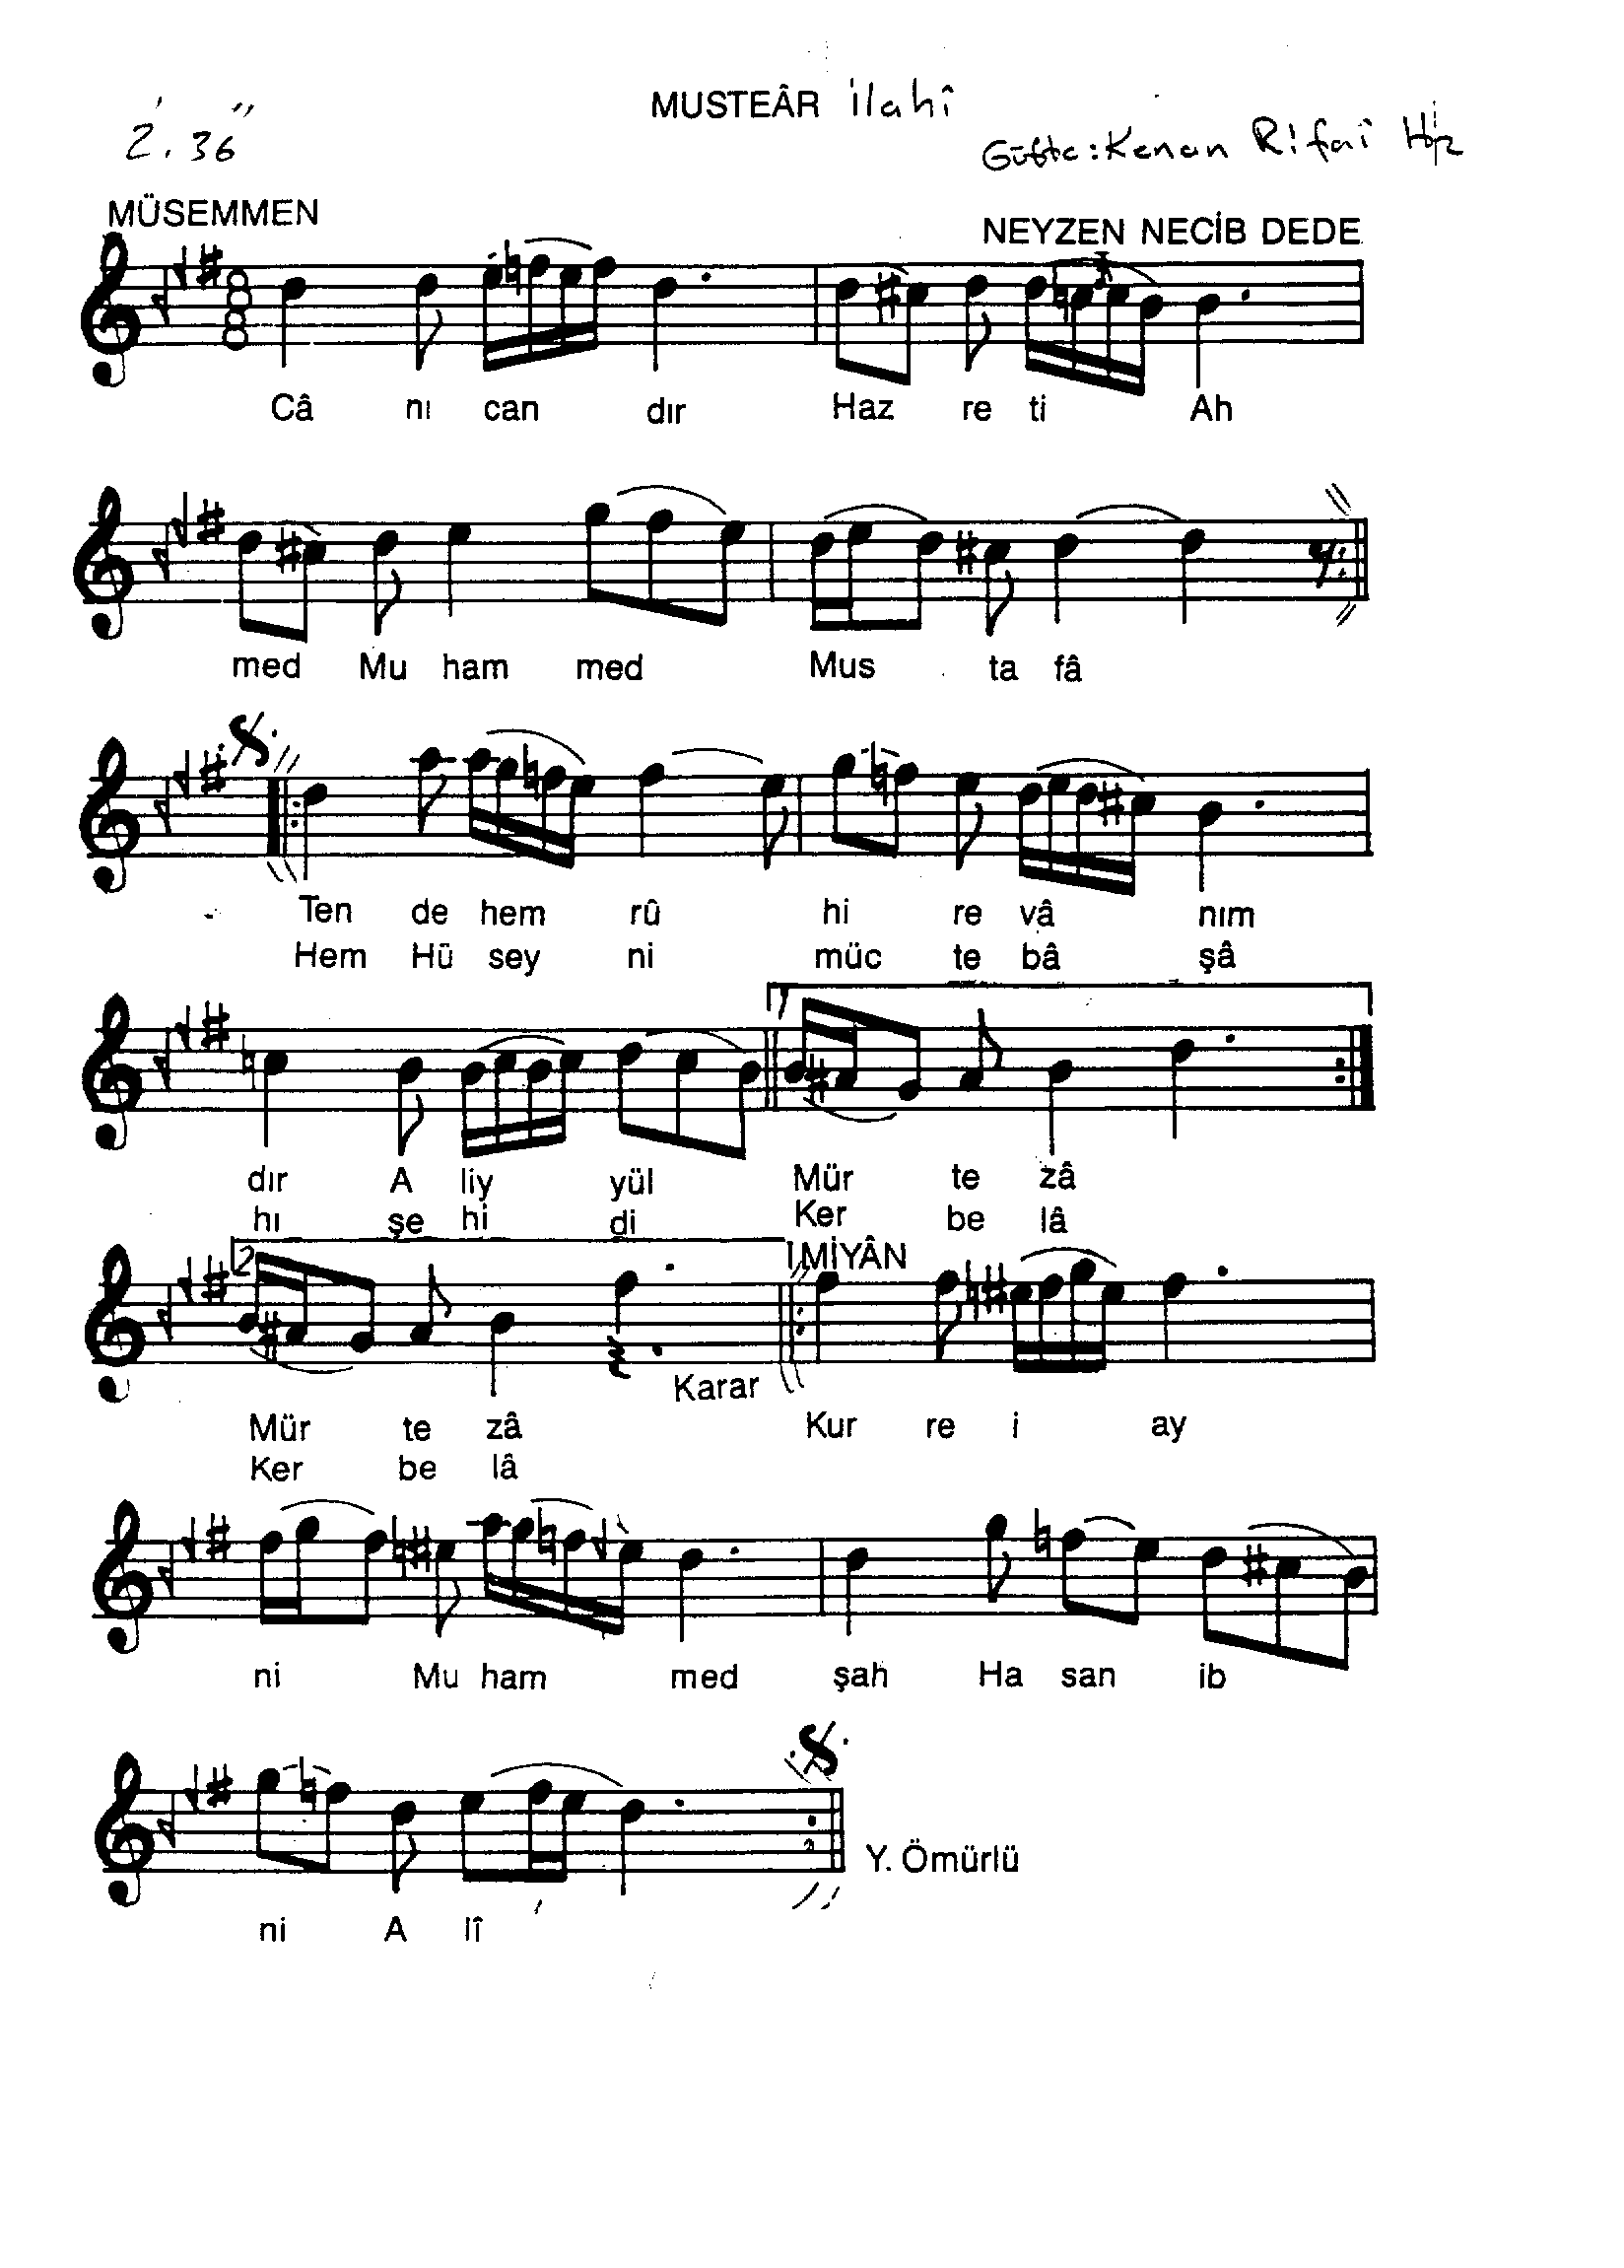 MUSTEÂR ilahî
2'.36"
Güfte:Kenan Rifaî Hz
MÜSEMMEN
NEYZEN NECİB DEDE
8
8
Câ nı can dır Haz re ti Ah
med Mu ham med Mus ta fâ
Ten de hem rû hi re vâ nım
Hem Hü sey ni müc te bâ şâ
1
dır A liy yül Mür te zâ
hı şe hi di Ker be lâ
2 MİYÂN
Karar
Mür te zâ Kur re i ay
Ker be lâ
ni Mu ham med şah Ha san ib
Y. Ömürlü
ni A lî